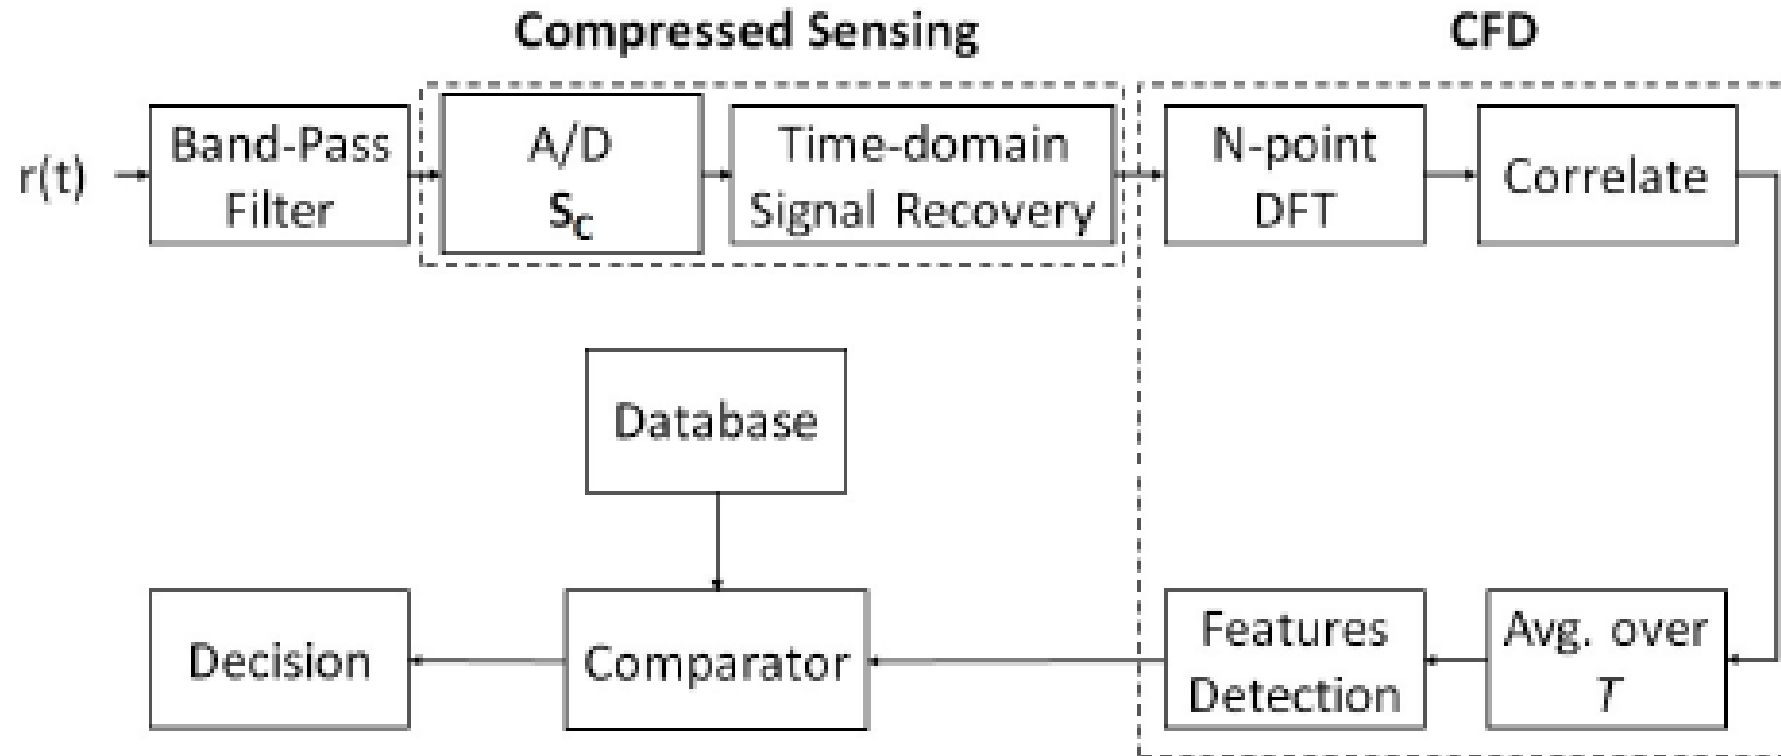 Compressed Sensing
CFD
r(t)
Band-Pass
Filter
A/D
S_C
Time-domain
Signal Recovery
N-point
DFT
Correlate
Database
Decision
Comparator
Features
Detection
Avg. over
T